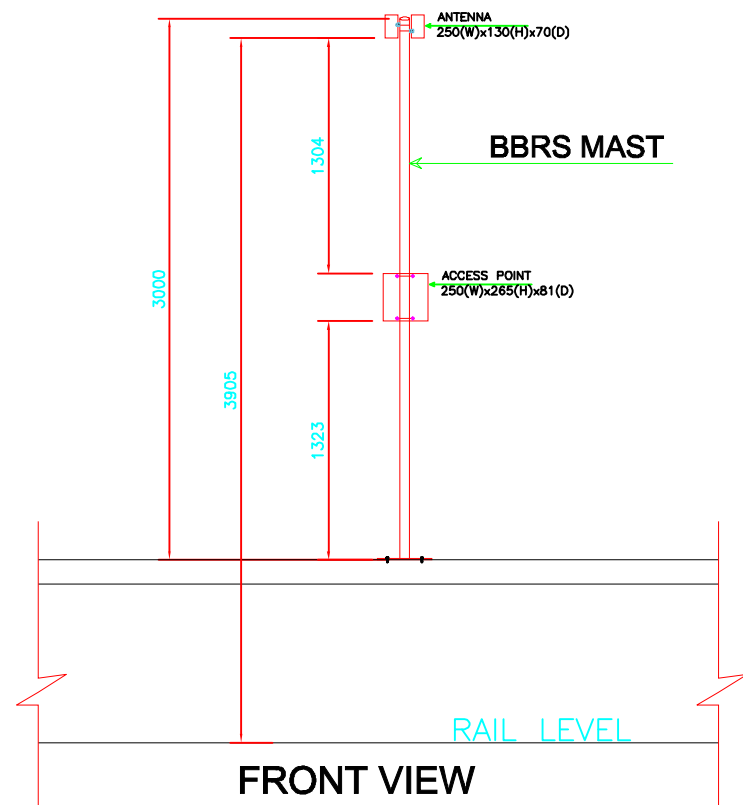 ANTENNA
250(W)x130(H)x70(D)
BBRS MAST
1304
ACCESS POINT
250(W)x265(H)x81(D)
3000
3905
1323
RAIL LEVEL
FRONT VIEW